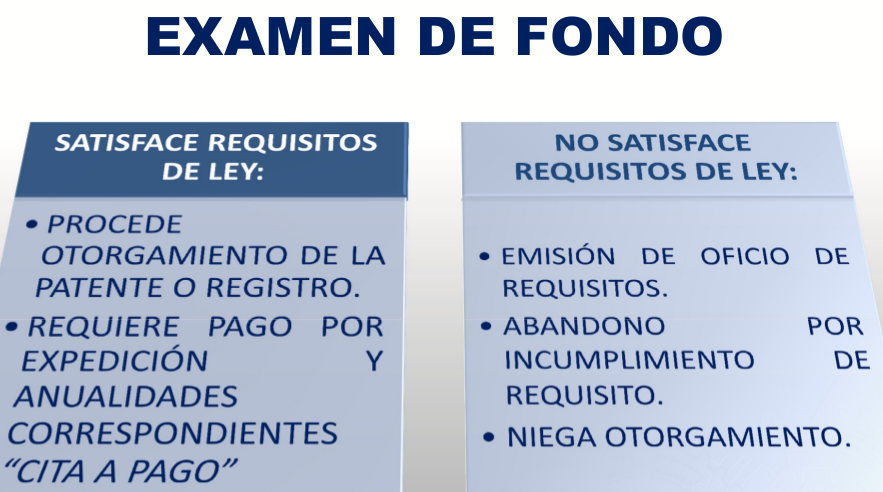 EXAMEN DE FONDO
SATISFACE REQUISITOS
DE LEY:
• PROCEDE
OTORGAMIENTO DE LA
PATENTE O REGISTRO.
• REQUIERE PAGO POR
EXPEDICIÓN Y
ANUALIDADES
CORRESPONDIENTES
“CITA A PAGO”
NO SATISFACE
REQUISITOS DE LEY:
• EMISIÓN DE OFICIO DE
REQUISITOS.
• ABANDONO POR
INCUMPLIMIENTO DE
REQUISITO.
• NIEGA OTORGAMIENTO.